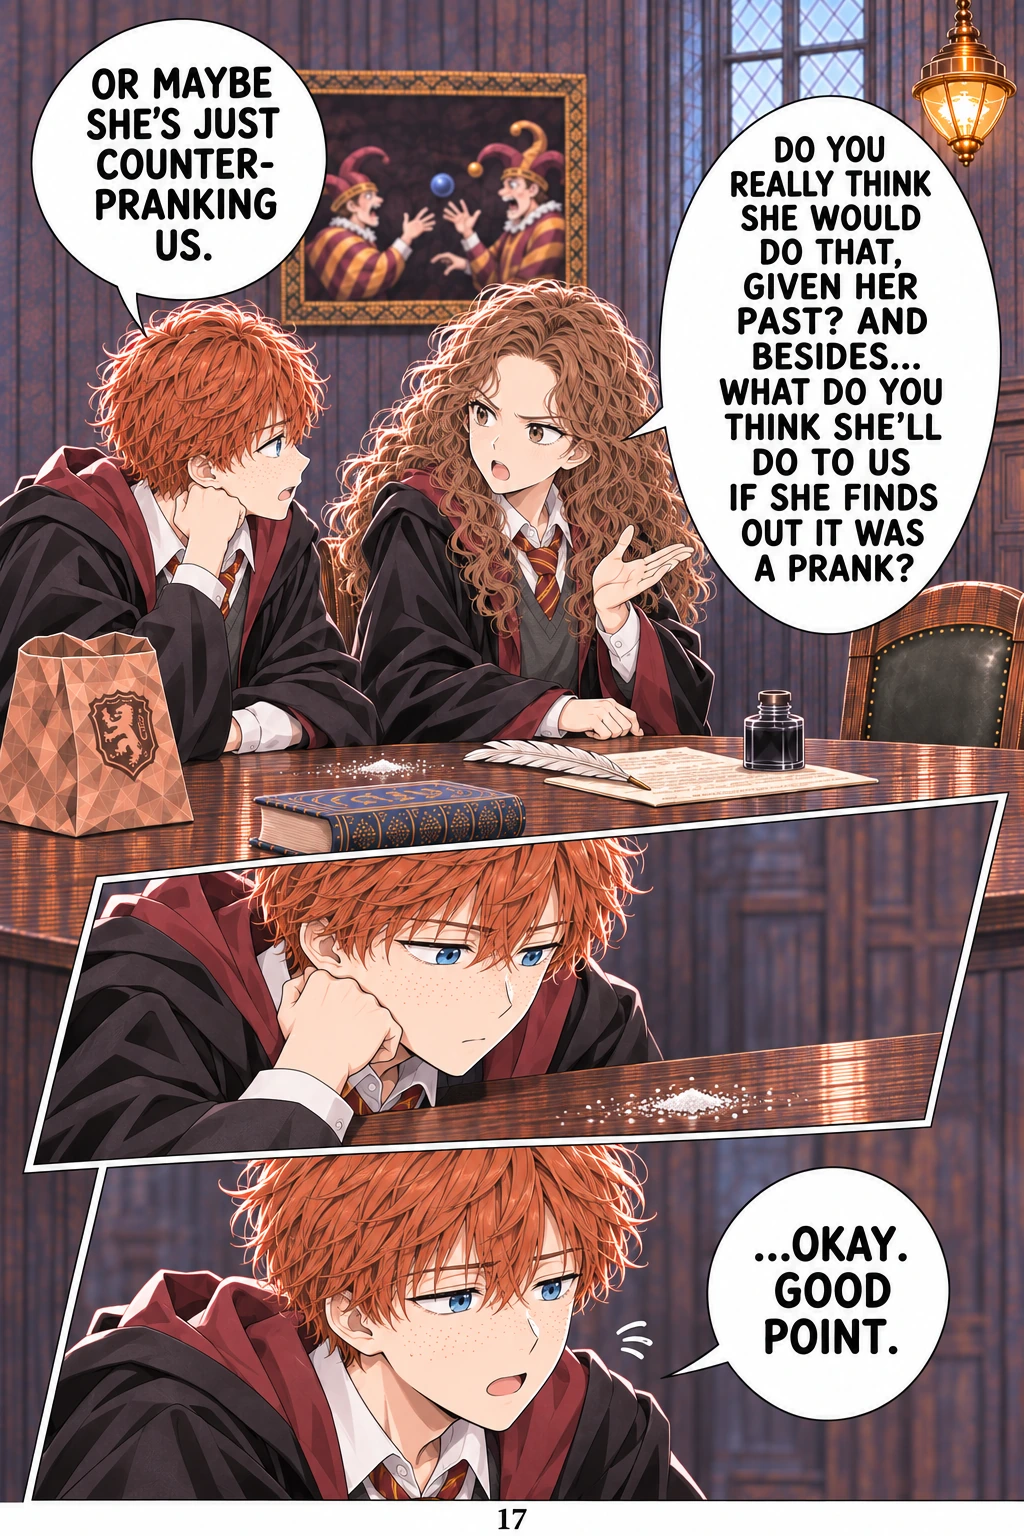 OR MAYBE
SHE'S JUST
COUNTER-
PRANKING
US.
DO YOU
REALLY THINK
SHE WOULD
DO THAT,
GIVEN HER
PAST? AND
BESIDES...
WHAT DO YOU
THINK SHE'LL
DO TO US
IF SHE FINDS
OUT IT WAS
A PRANK?
...OKAY.
GOOD
POINT.
17